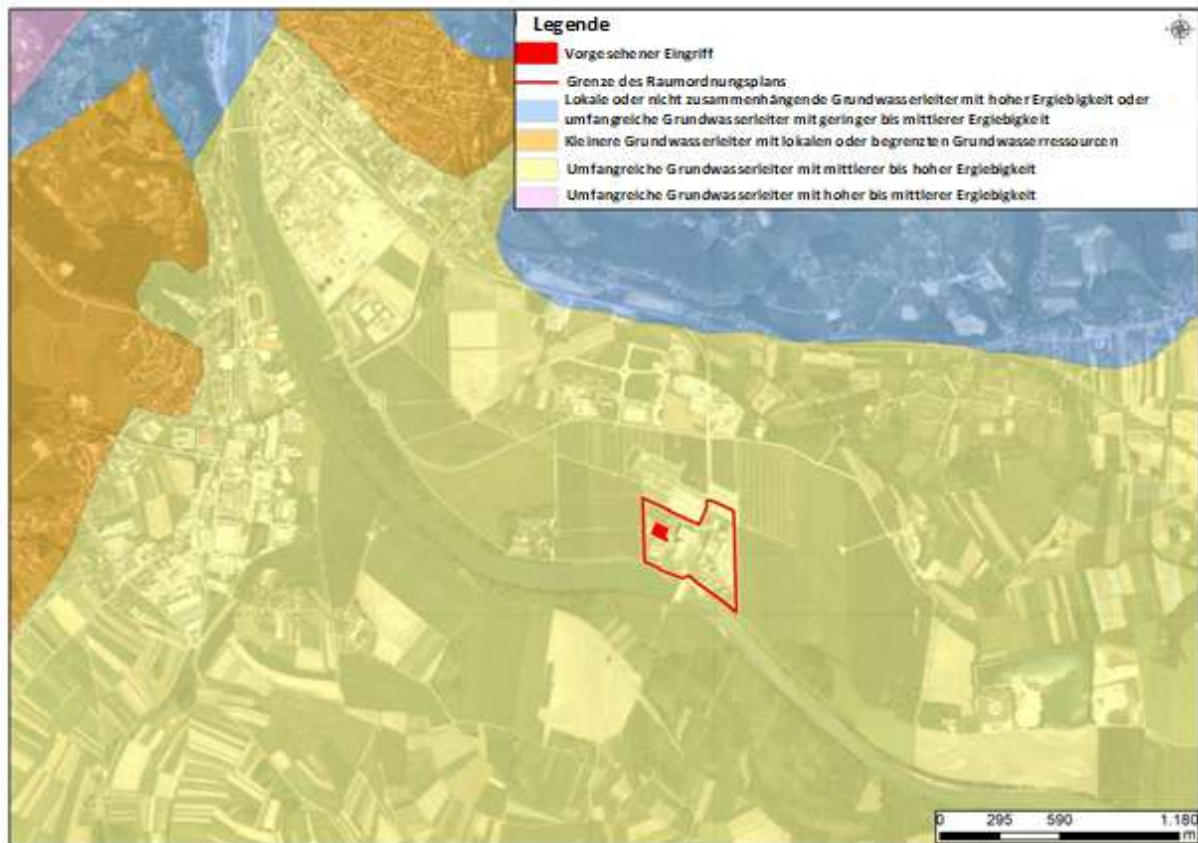 Legende
Vorgesehener Eingriff
Grenze des Raumordnungsplans
Lokale oder nicht zusammenhängende Grundwasserleiter mit hoher Ergiebigkeit oder
umfangreiche Grundwasserleiter mit geringer bis mittlerer Ergiebigkeit
Kleinere Grundwasserleiter mit lokalen oder begrenzten Grundwasserressourcen
Umfangreiche Grundwasserleiter mit mittlerer bis hoher Ergiebigkeit
Umfangreiche Grundwasserleiter mit hoher bis mittlerer Ergiebigkeit
0 295 590 1.180
m